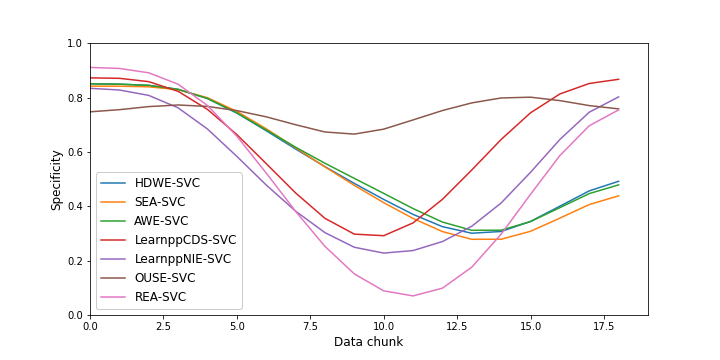 1.0
0.8
0.6
0.4
0.2
0.0
Specificity
HDWE-SVC
SEA-SVC
AWE-SVC
LearnppCDS-SVC
LearnppNIE-SVC
OUSE-SVC
REA-SVC
0.0 2.5 5.0 7.5 10.0 12.5 15.0 17.5
Data chunk